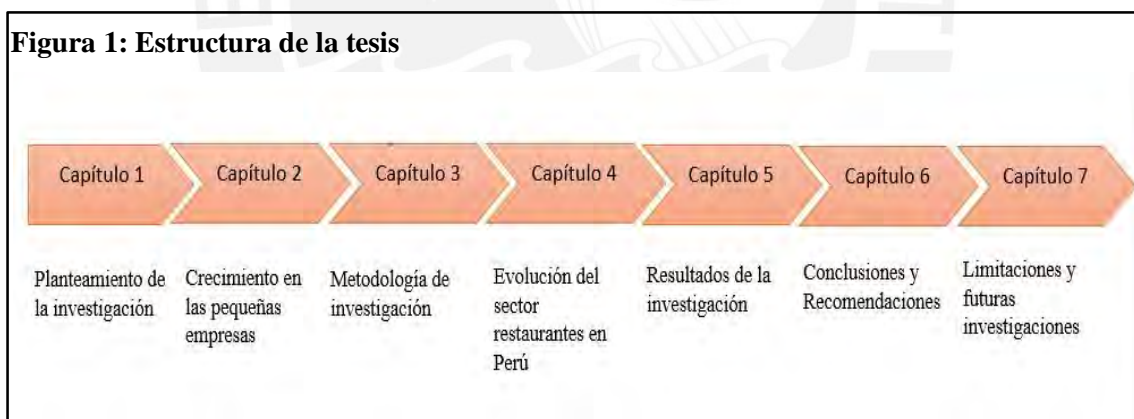 Figura 1: Estructura de la tesis
Capítulo 1
Capítulo 2
Capítulo 3
Capítulo 4
Capítulo 5
Capítulo 6
Capítulo 7
Planteamiento de
la investigación
Crecimiento en
las pequeñas
empresas
Metodología de
investigación
Evolución del
sector
restaurantes en
Perú
Resultados de la
investigación
Conclusiones y
Recomendaciones
Limitaciones y
futuras
investigaciones